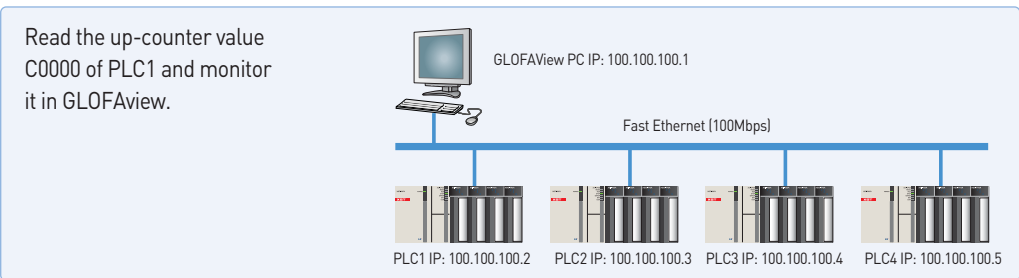 Read the up-counter value
C0000 of PLC1 and monitor
it in GLOFAview.
GLOFAView PC IP: 100.100.100.1
Fast Ethernet (100Mbps)
PLC1 IP: 100.100.100.2
PLC2 IP: 100.100.100.3
PLC3 IP: 100.100.100.4
PLC4 IP: 100.100.100.5